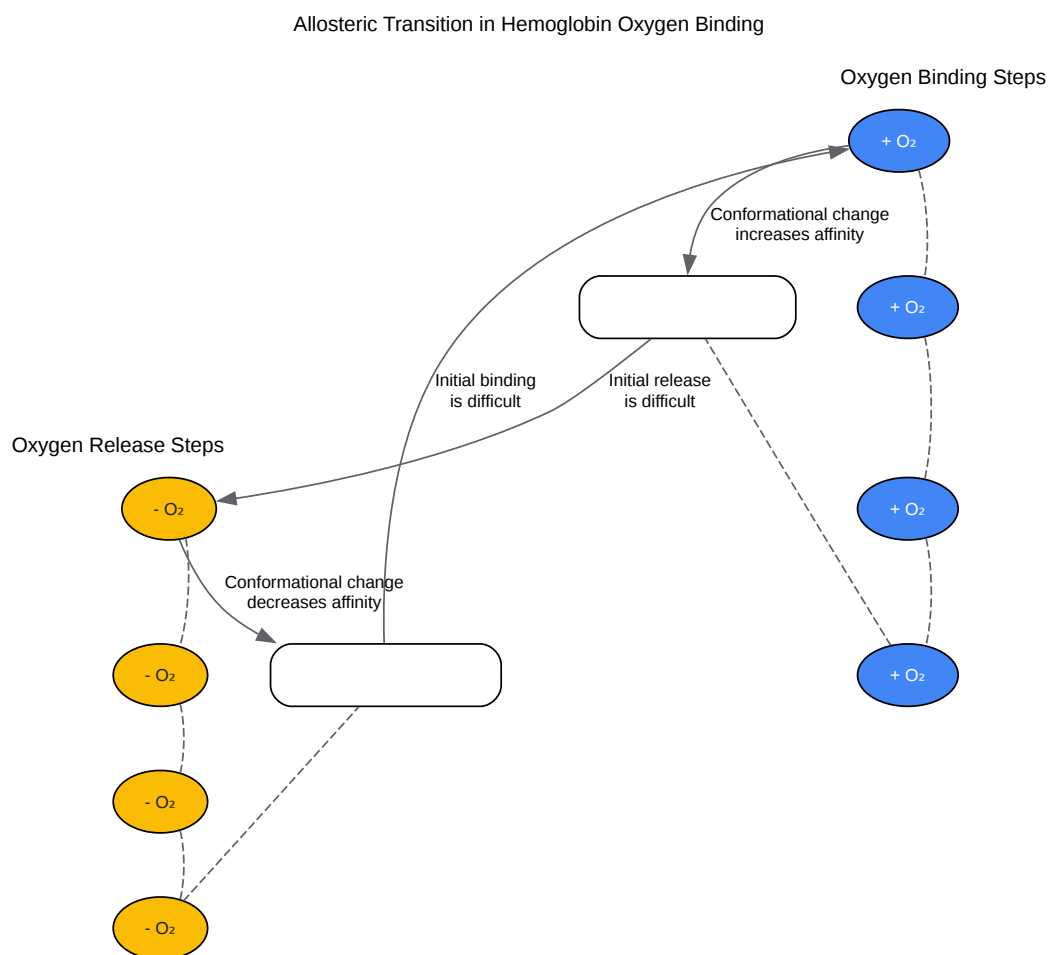 Allosteric Transition in Hemoglobin Oxygen Binding
Oxygen Binding Steps
+ O₂
Conformational change
increases affinity
+ O₂
Initial binding
is difficult
Initial release
is difficult
Oxygen Release Steps
- O₂
+ O₂
Conformational change
decreases affinity
- O₂
+ O₂
- O₂
- O₂